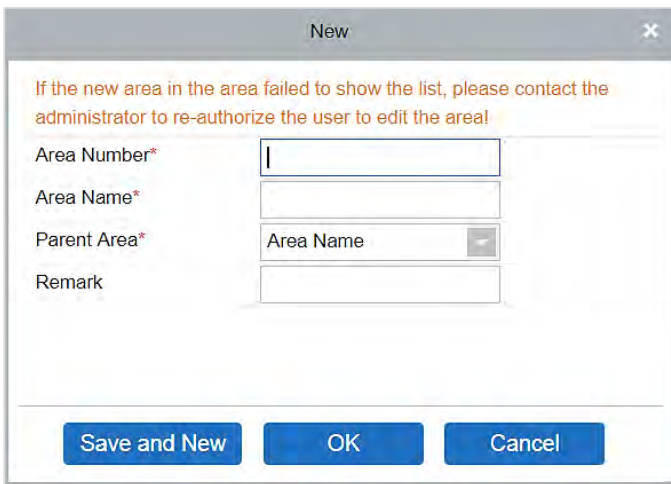 New
If the new area in the area failed to show the list, please contact the
administrator to re-authorize the user to edit the area!
Area Number*
Area Name*
Parent Area* Area Name
Remark
Save and New OK Cancel